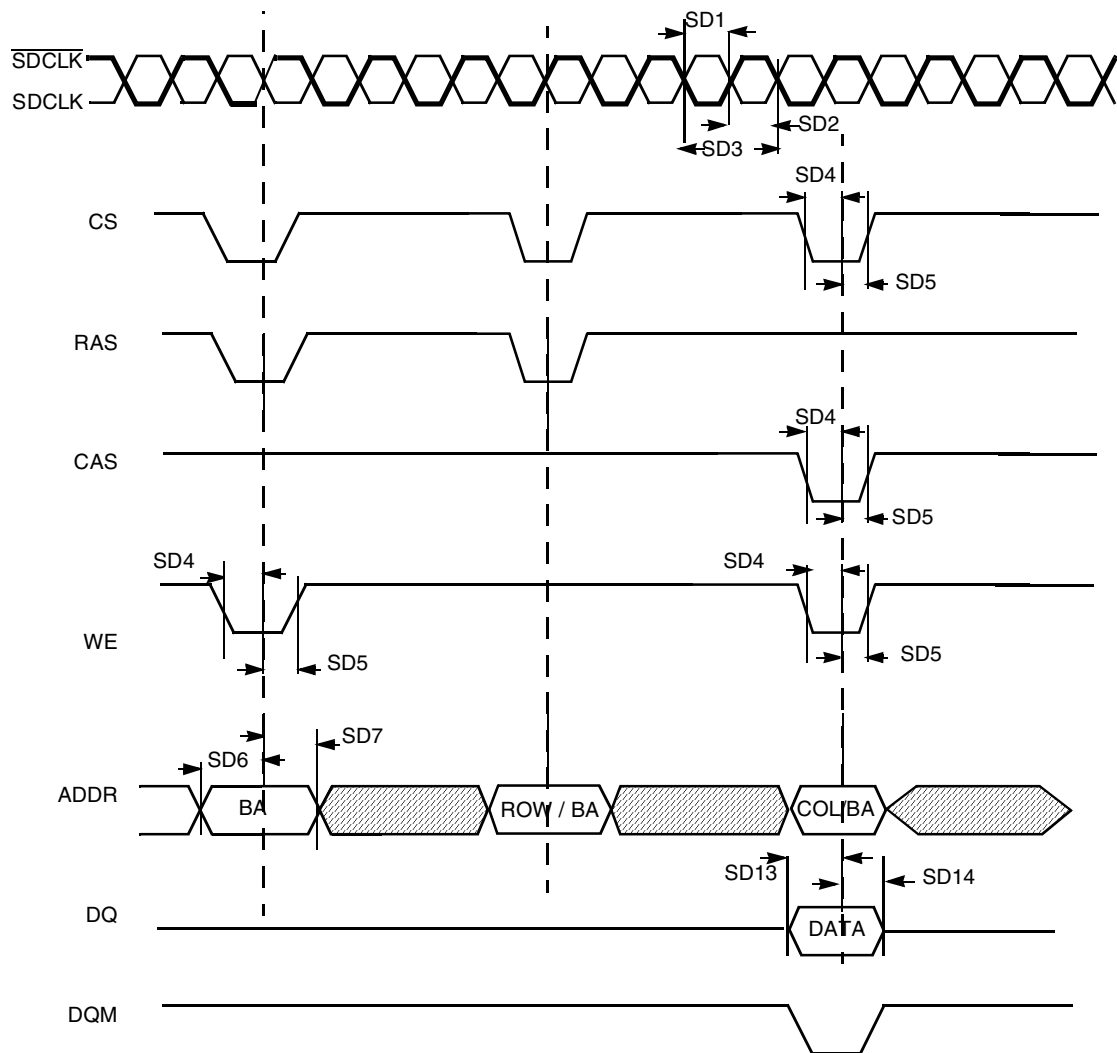 SD1
SDCLK
SDCLK
SD2
SD3
SD4
CS
SD5
RAS
SD4
CAS
SD5
SD4
SD4
WE
SD5
SD5
SD7
SD6
ADDR
BA
ROW / BA
COL/BA
SD13
SD14
DQ
DATA
DQM